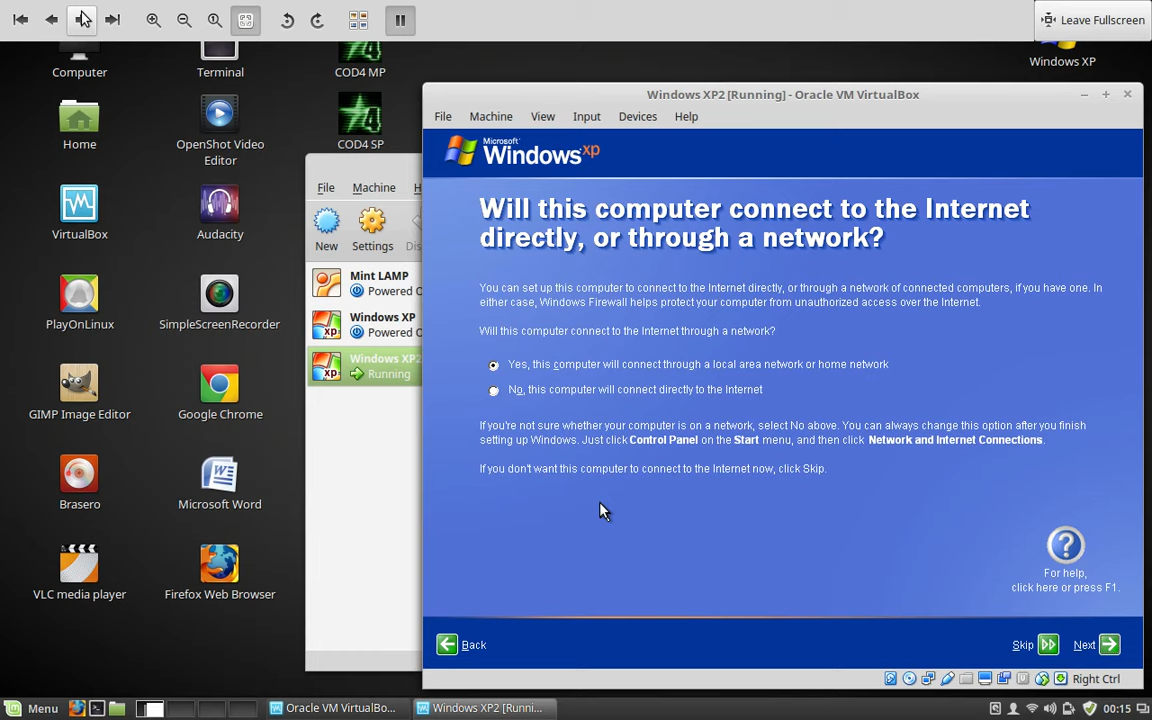 Leave Fullscreen
Computer
Terminal
COD4 MP
Windows XP
Home
OpenShot Video
Editor
COD4 SP
VirtualBox
Audacity
PlayOnLinux
SimpleScreenRecorder
GIMP Image Editor
Google Chrome
Brasero
Microsoft Word
VLC media player
Firefox Web Browser
File Machine H
New Settings Dis
Mint LAMP
Powered O
Windows XP
Powered O
Windows XP2
Running
Windows XP2 [Running] - Oracle VM VirtualBox
File Machine View Input Devices Help
Microsoft
Windows xp
Will this computer connect to the Internet
directly, or through a network?
You can set up this computer to connect to the Internet directly, or through a network of connected computers, if you have one. In
either case, Windows Firewall helps protect your computer from unauthorized access over the Internet.
Will this computer connect to the Internet through a network?
Yes, this computer will connect through a local area network or home network
No, this computer will connect directly to the Internet
If you're not sure whether your computer is on a network, select No above. You can always change this option after you finish
setting up Windows. Just click Control Panel on the Start menu, and then click Network and Internet Connections.
If you don't want this computer to connect to the Internet now, click Skip.
For help,
click here or press F1.
Back Skip Next
Right Ctrl
Menu Oracle VM VirtualBo... Windows XP2 [Runni... 00:15